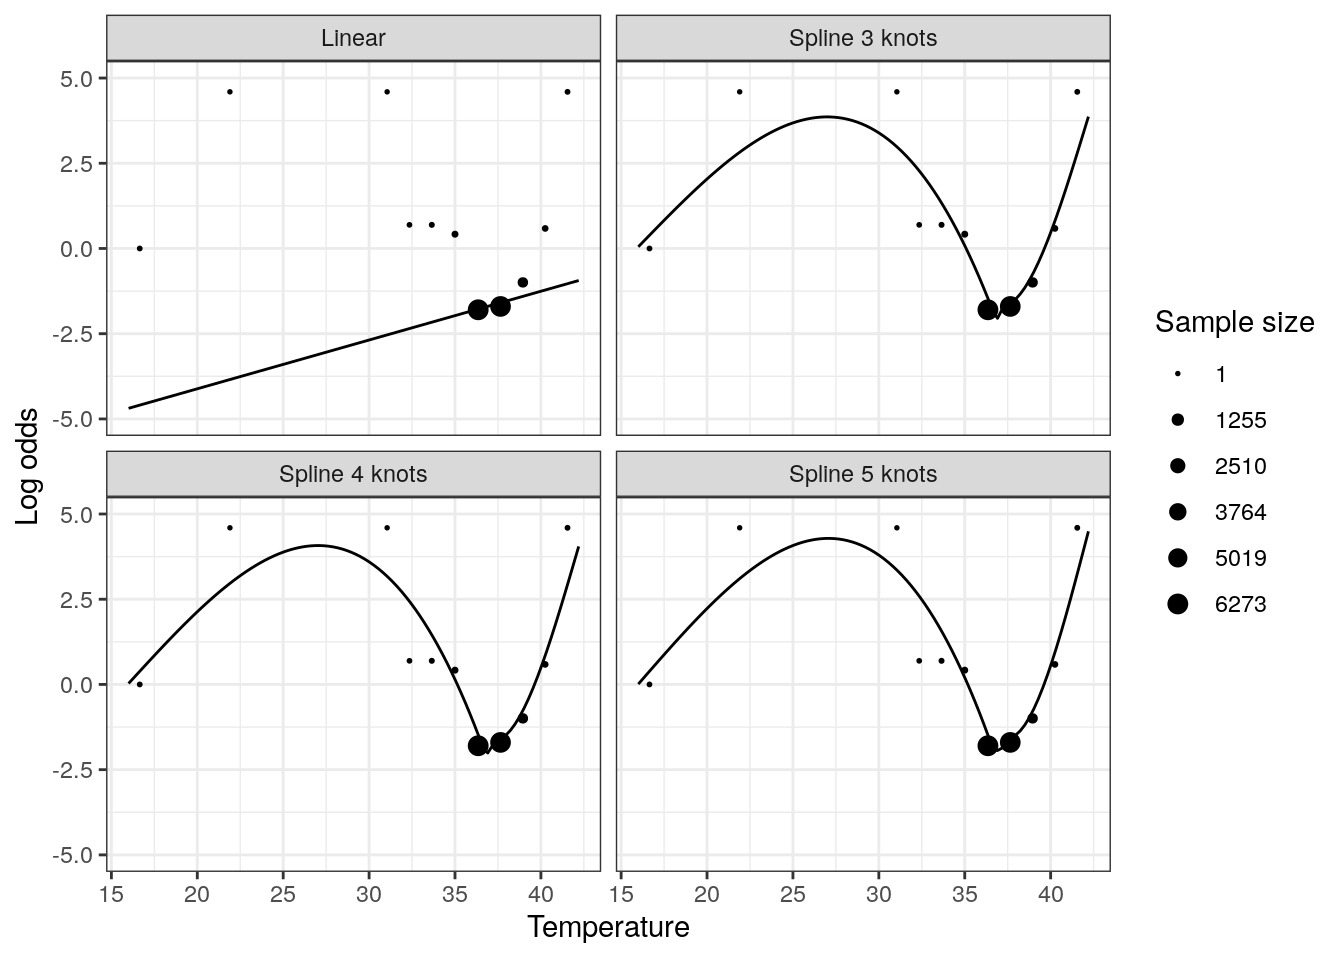 Linear
Spline 3 knots
5.0
2.5
0.0
-2.5
-5.0
Spline 4 knots
Spline 5 knots
5.0
2.5
0.0
-2.5
-5.0
15 20 25 30 35 40 15 20 25 30 35 40
Temperature
Log odds
Sample size
1
1255
2510
3764
5019
6273